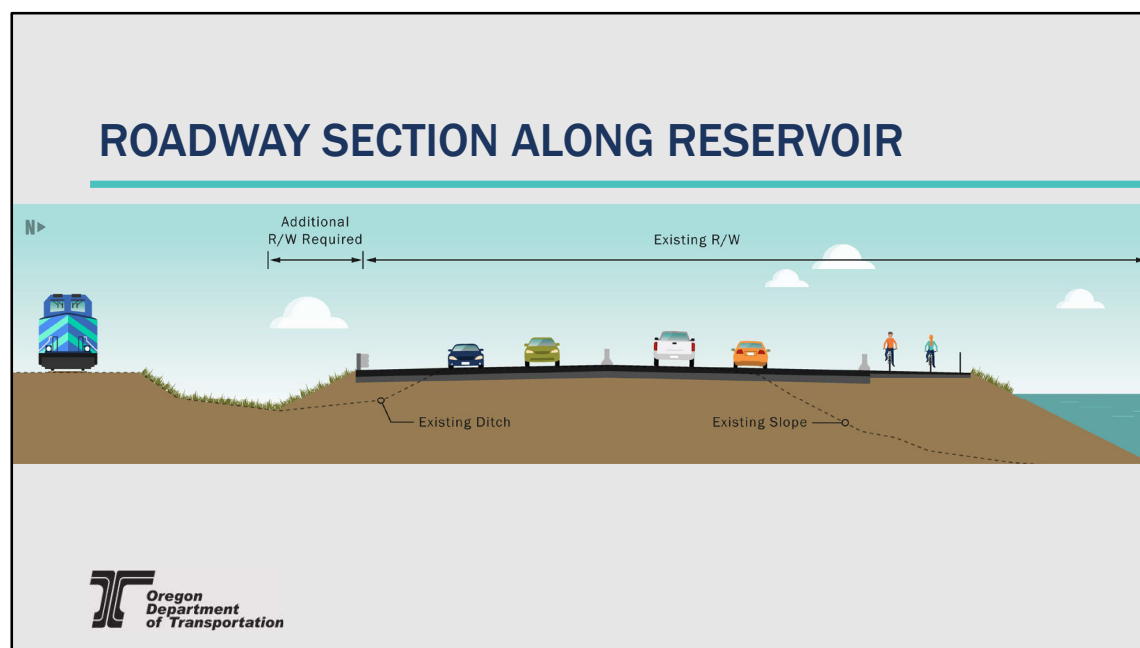 ROADWAY SECTION ALONG RESERVOIR
N
Additional
R/W Required
Existing R/W
Existing Ditch
Existing Slope
Oregon
Department
of Transportation